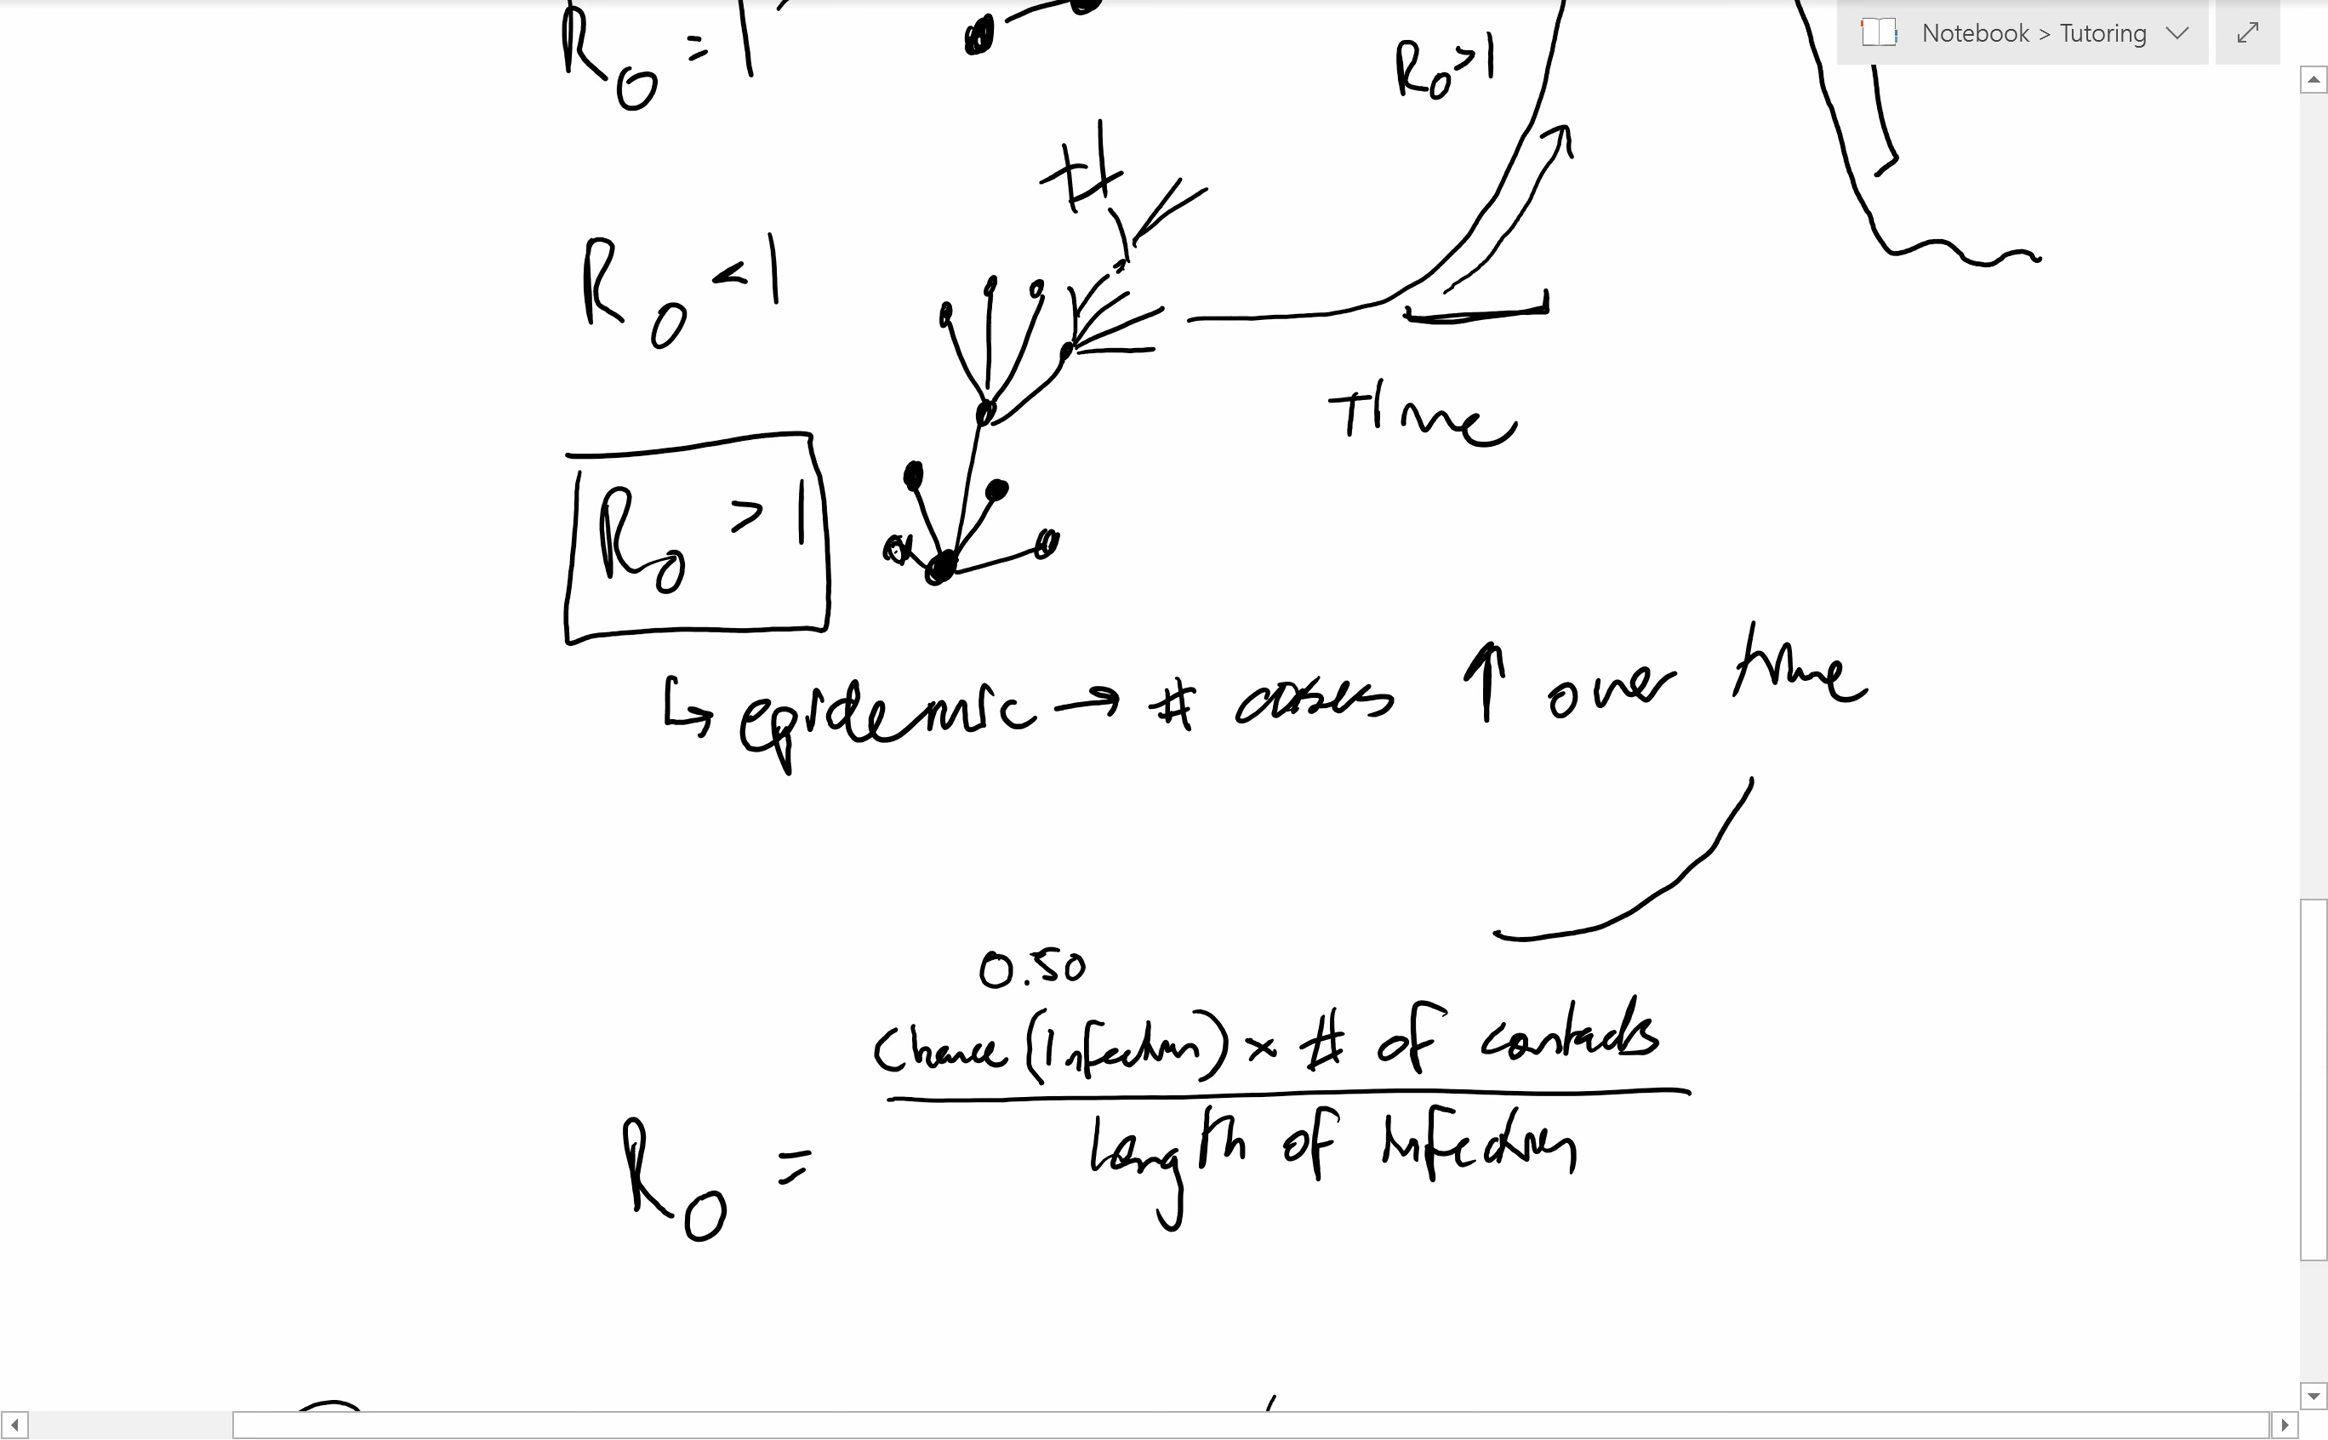 Notebook > Tutoring
R0 = 1
R0 > 1
#
R0 < 1
Time
R0 > 1
↳ epidemic → # cases ↑ over time
0.50
Chance (Infection) × # of contacts
R0 =
length of infection